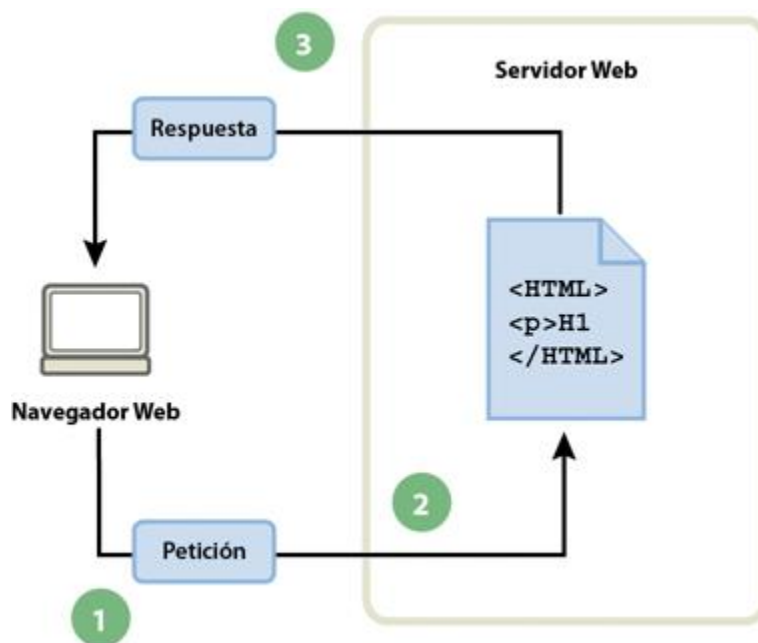 3
Servidor Web
Respuesta
<HTML>
<p>H1
</HTML>
Navegador Web
2
Petición
1